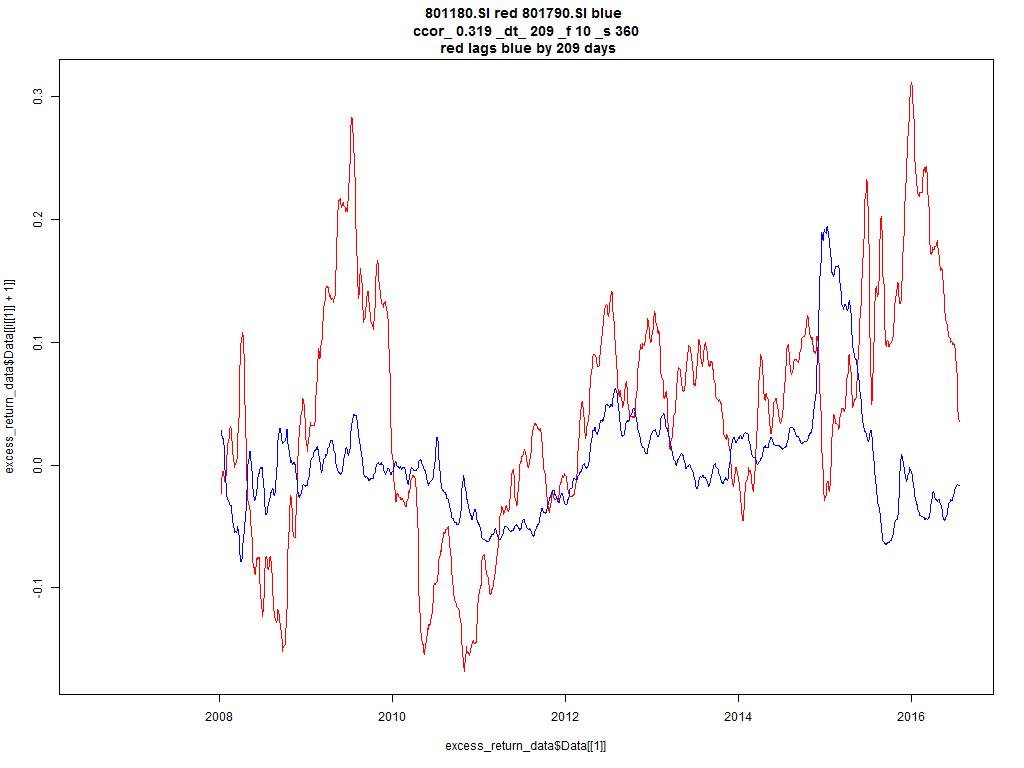 801180.SI red 801790.SI blue
ccor_ 0.319 _dt_ 209 _f 10 _s 360
red lags blue by 209 days
excess_return_data$Data[[i[[1]] + 1]]
0.3
0.2
0.1
0.0
-0.1
2008 2010 2012 2014 2016
excess_return_data$Data[[1]]